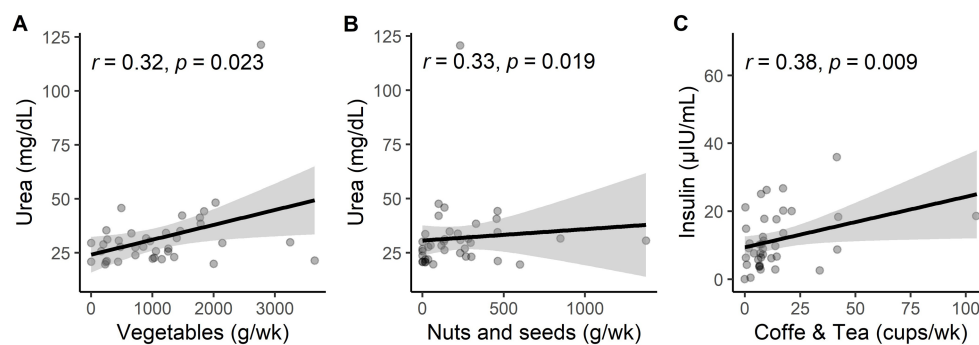 A
r = 0.32, p = 0.023
Urea (mg/dL)
125
100
75
50
25
0
1000
2000
3000
Vegetables (g/wk)
B
r = 0.33, p = 0.019
Urea (mg/dL)
125
100
75
50
25
0
500
1000
Nuts and seeds (g/wk)
C
r = 0.38, p = 0.009
Insulin (µIU/mL)
60
40
20
0
0
25
50
75
100
Coffe & Tea (cups/wk)